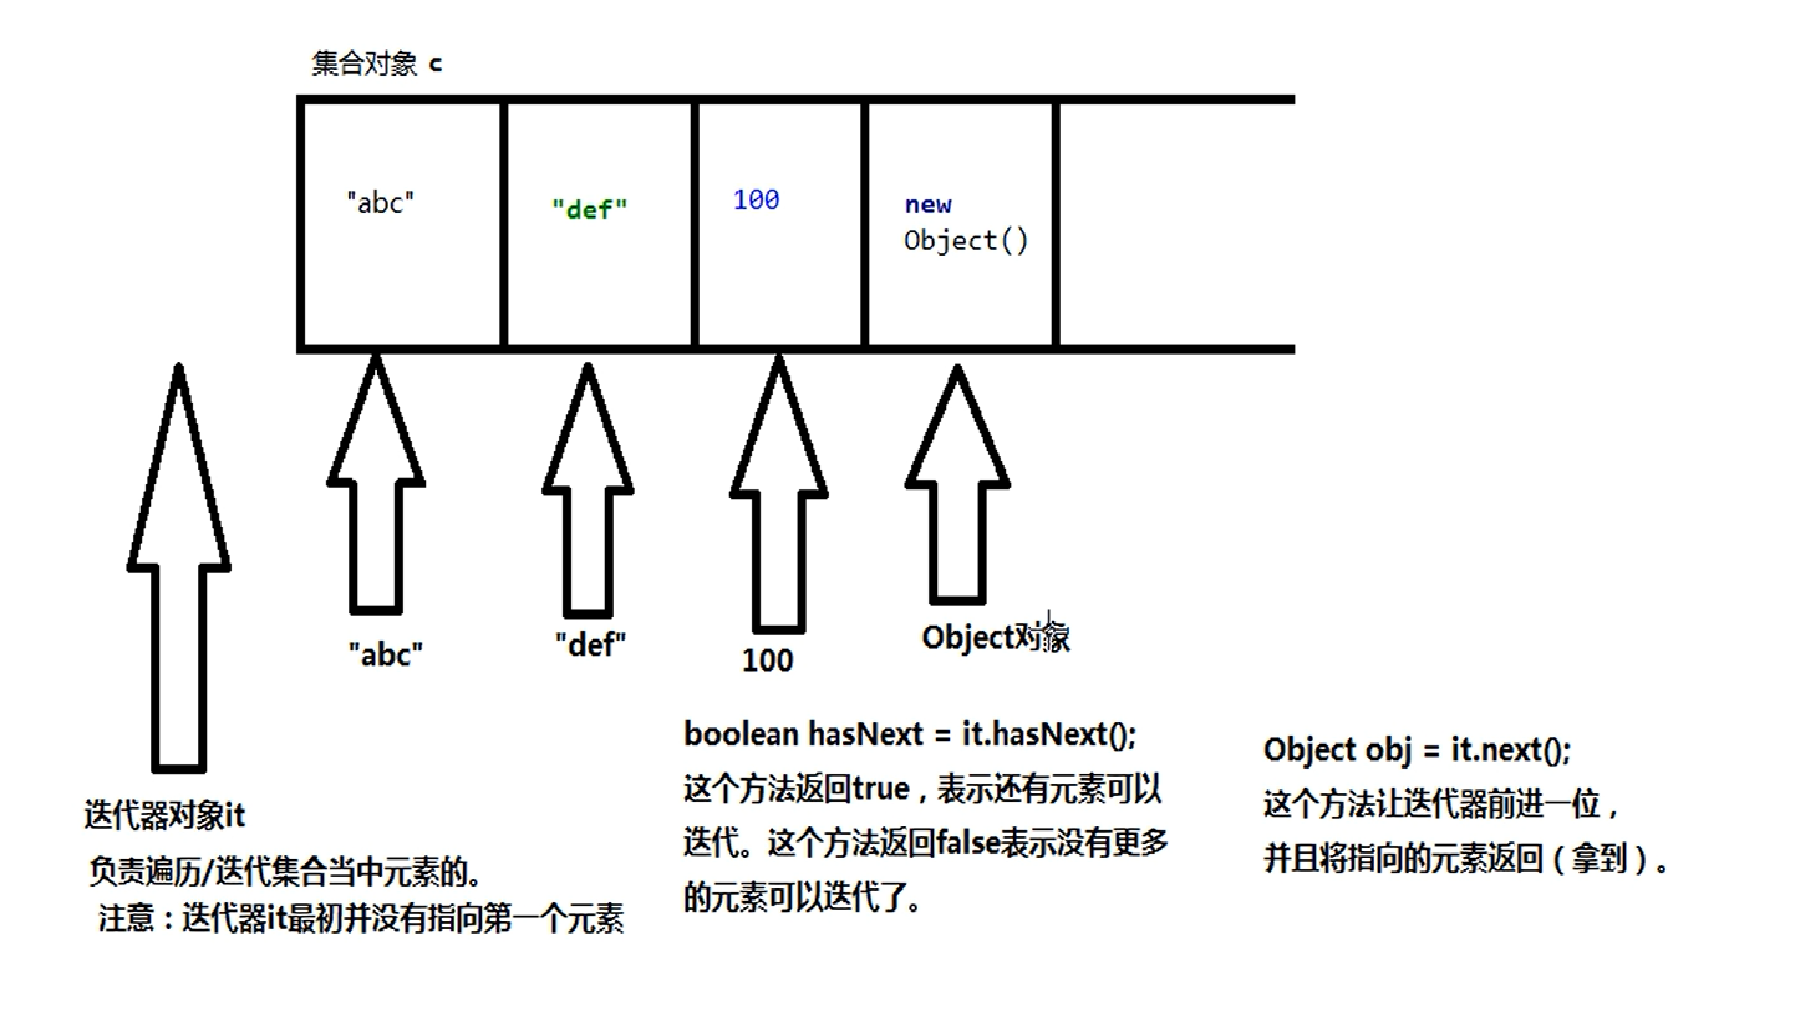 集合对象 c
"abc"
"def"
100
new
Object()
"abc"
"def"
100
Object对象
迭代器对象it
负责遍历/迭代集合当中元素的。
注意：迭代器it最初并没有指向第一个元素
boolean hasNext = it.hasNext();
这个方法返回true，表示还有元素可以
迭代。这个方法返回false表示没有更多
的元素可以迭代了。
Object obj = it.next();
这个方法让迭代器前进一位，
并且将指向的元素返回（拿到）。